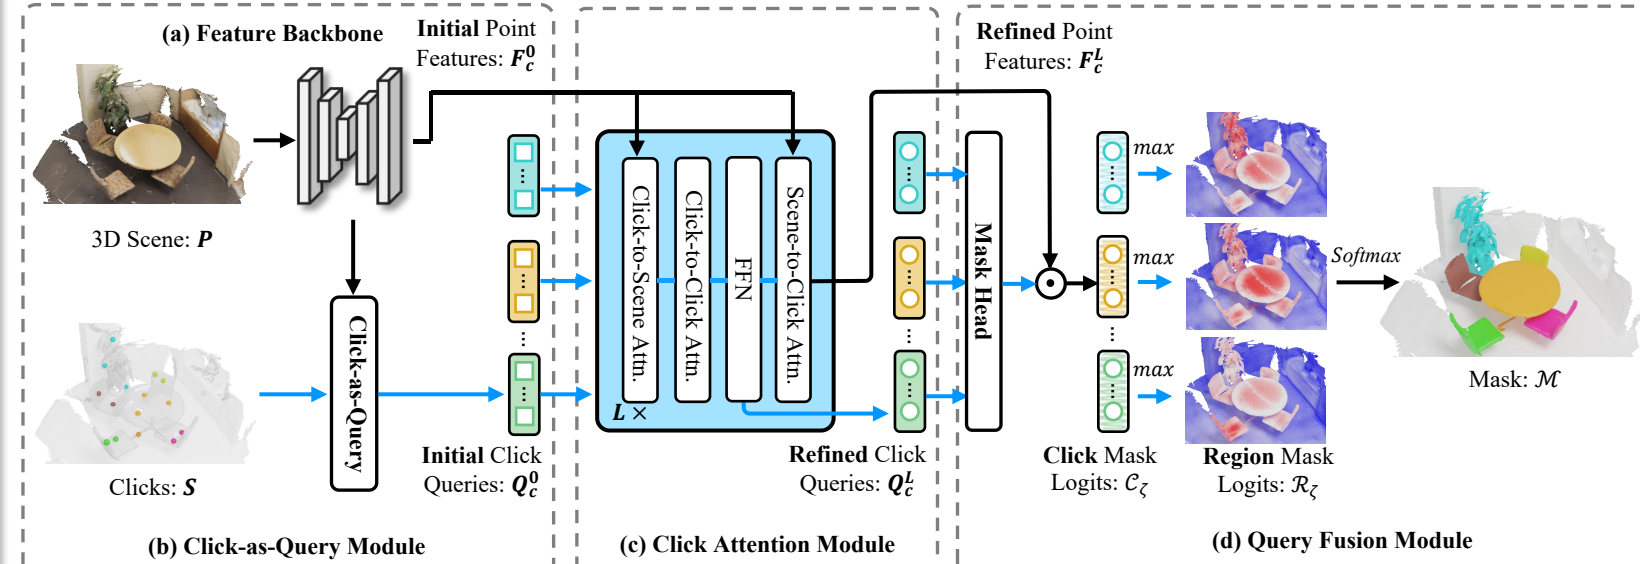 (a) Feature Backbone
Initial Point
Features: F_c^0
3D Scene: P
Click-as-Query
Clicks: S
Initial Click
Queries: Q_c^0
(b) Click-as-Query Module
Click-to-Scene Attn.
Click-to-Click Attn.
FFN
Scene-to-Click Attn.
L ×
Refined Click
Queries: Q_c^L
(c) Click Attention Module
Refined Point
Features: F_c^L
Mask Head
max
max
max
Click Mask
Logits: 𝒞_ζ
Region Mask
Logits: ℛ_ζ
Softmax
Mask: ℳ
(d) Query Fusion Module